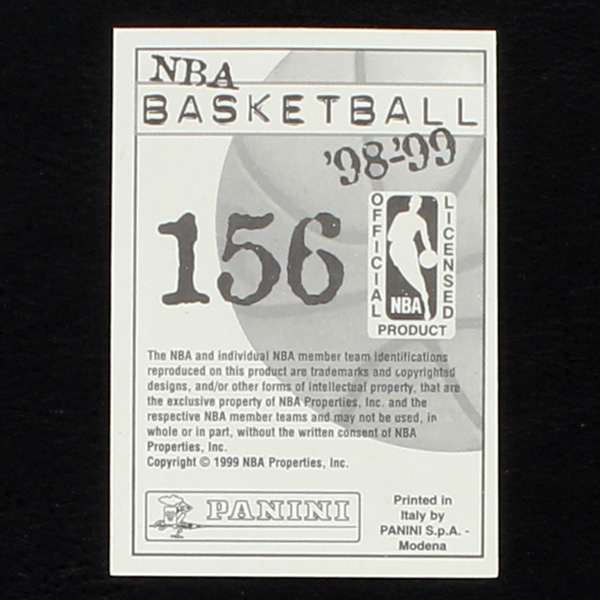 NBA
BASKETBALL
'98-'99
156
OFFICIAL
LICENSED
NBA
PRODUCT
The NBA and individual NBA member team identifications
reproduced on this product are trademarks and copyrighted
designs, and/or other forms of intellectual property, that are
the exclusive property of NBA Properties, Inc. and the
respective NBA member teams and may not be used, in
whole or in part, without the written consent of NBA
Properties, Inc.
Copyright © 1999 NBA Properties, Inc.
PANINI
Printed in
Italy by
PANINI S.p.A. -
Modena